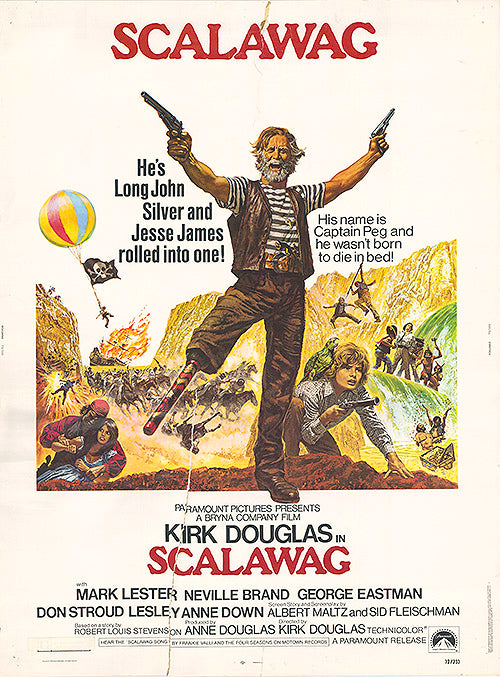 SCALAWAG
He's
Long John
Silver and
Jesse James
rolled into one!
His name is
Captain Peg and
he wasn't born
to die in bed!
PARAMOUNT PICTURES PRESENTS
A BRYNA COMPANY FILM
KIRK DOUGLAS IN
SCALAWAG
with
MARK LESTER NEVILLE BRAND GEORGE EASTMAN
DON STROUD LESLEY ANNE DOWN Screen Story and Screenplay by ALBERT MALTZ and SID FLEISCHMAN
Based on a story by ROBERT LOUIS STEVENSON Produced by ANNE DOUGLAS Directed by KIRK DOUGLAS TECHNICOLOR®
HEAR THE "SCALAWAG SONG" BY FRANKIE VALLI AND THE FOUR SEASONS ON MOTOWN RECORDS
A PARAMOUNT RELEASE
Paramount
73/213